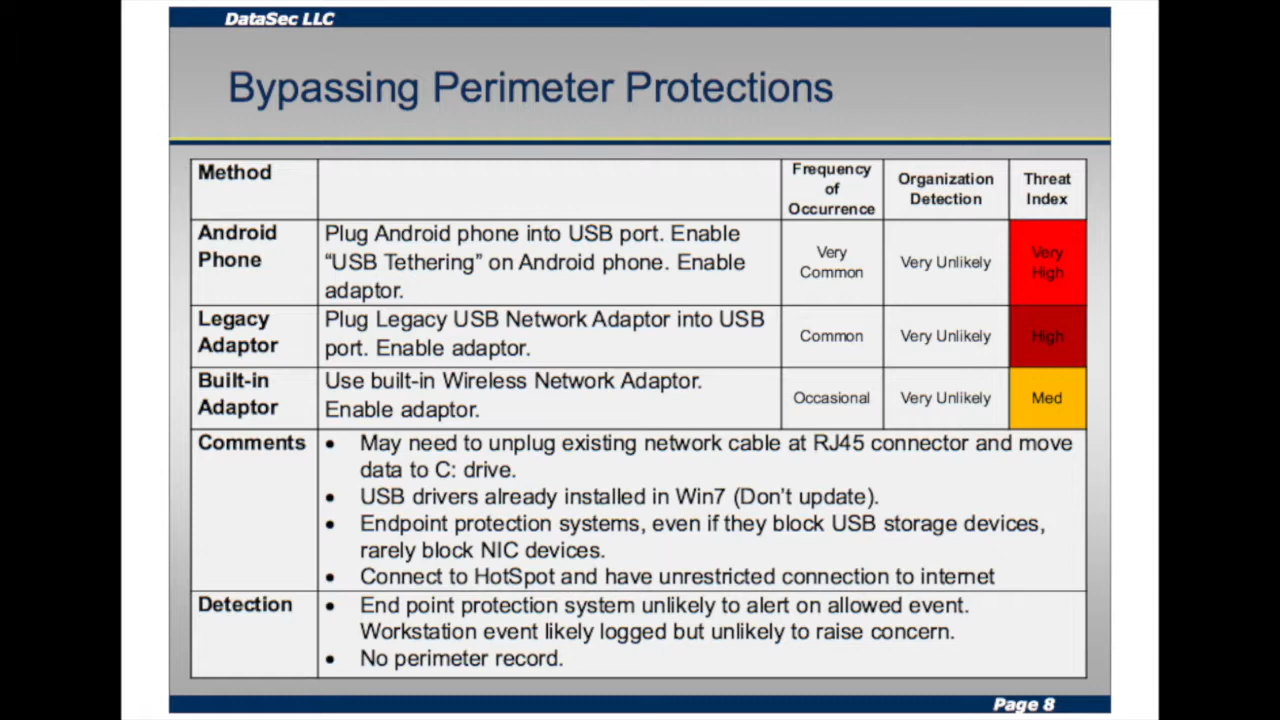 DataSec LLC
Bypassing Perimeter Protections
Method
Frequency
of
Occurrence
Organization
Detection
Threat
Index
Android
Phone
Plug Android phone into USB port. Enable
“USB Tethering” on Android phone. Enable
adaptor.
Very
Common
Very Unlikely
Very
High
Legacy
Adaptor
Plug Legacy USB Network Adaptor into USB
port. Enable adaptor.
Common
Very Unlikely
High
Built-in
Adaptor
Use built-in Wireless Network Adaptor.
Enable adaptor.
Occasional
Very Unlikely
Med
Comments
• May need to unplug existing network cable at RJ45 connector and move
data to C: drive.
• USB drivers already installed in Win7 (Don’t update).
• Endpoint protection systems, even if they block USB storage devices,
rarely block NIC devices.
• Connect to HotSpot and have unrestricted connection to internet
Detection
• End point protection system unlikely to alert on allowed event.
Workstation event likely logged but unlikely to raise concern.
• No perimeter record.
Page 8